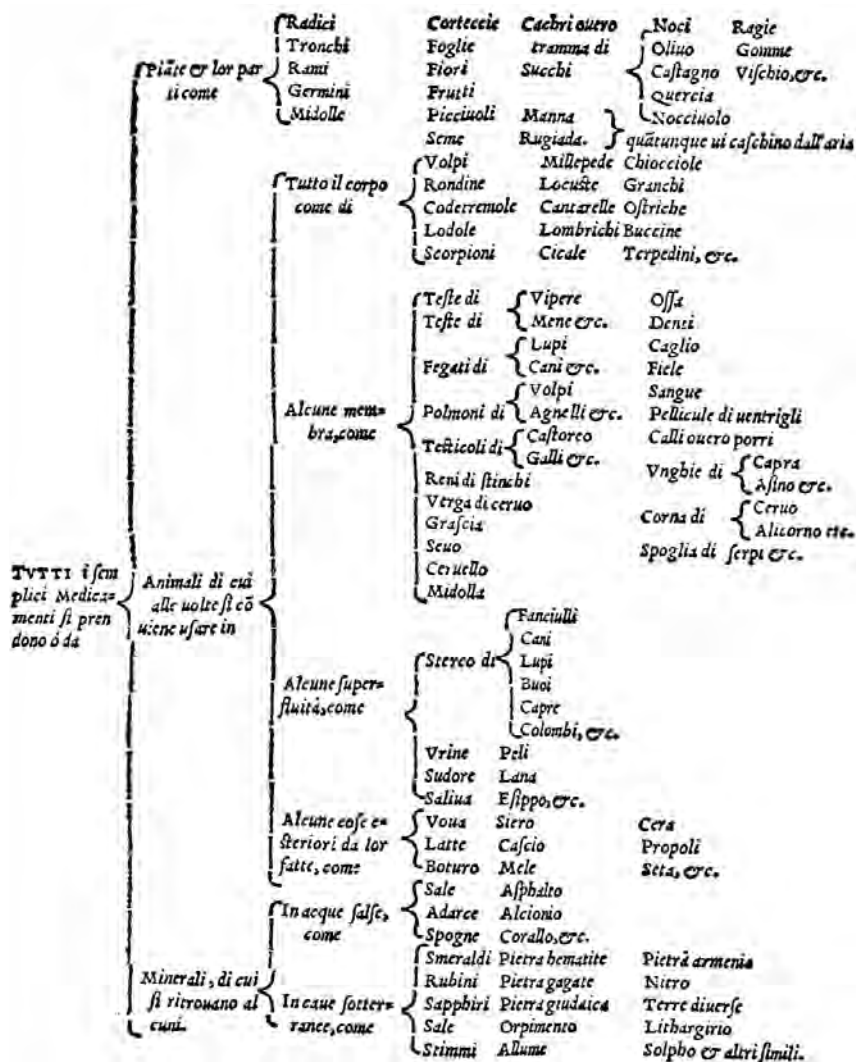 Radici Corteccie Cachri ouero Noci Ragie
Tronchi Foglie tramma di Oliuo Gomme
Piāte & lor par Rami Fiori Succhi Castagno Vischio, &c.
ti come Germini Frutti Quercia
Midolle Picciuoli Manna Nocciuolo
Seme Rugiada. quātunque ui caschino dall'aria
Volpi Millepede Chiocciole
Tutto il corpo Rondine Locuste Granchi
come di Coderremole Cantarelle Ostriche
Lodole Lombrichi Buccine
Scorpioni Cicale Terpedini, &c.
Teste di Vipere Ossa
Teste di Mene &c. Denti
Fegati di Lupi Caglio
Cani &c. Fiele
Alcune mem= Polmoni di Volpi Sangue
bra, come Agnelli &c. Pellicule di uentrigli
Testicoli di Castoreo Calli ouero porri
Galli &c.
Reni di stinchi Vnghie di Capra
Asino &c.
Verga di ceruo
Grascia Corna di Ceruo
Alicorno etc.
Seuo Spoglia di serpi &c.
Ceruello
Midolla
TVTTI i sem
plici Medica=
menti si pren
dono ó da
Animali di cui
alle uolte si cō
uiene usare in
Fanciulli
Stereo di Cani
Lupi
Alcune super= Buoi
fluità, come Capre
Colombi, &c.
Vrine Peli
Sudore Lana
Saliua Esippo, &c.
Alcune cose e= Voua Siero Cera
steriori da lor Latte Cascio Propoli
fatte, come Boturo Mele Seta, &c.
In acque salse, Sale Asphalto
come Adarce Alcionio
Spogne Corallo, &c.
Minerali, di cui Smeraldi Pietra hematite Pietra armenia
si ritrouano al Rubini Pietra gagate Nitro
cuni. In caue sotter= Sapphiri Pietra giudaica Terre diuerse
ranee, come Sale Orpimento Lithargirio
Stimmi Allume Solpho & altri simili.